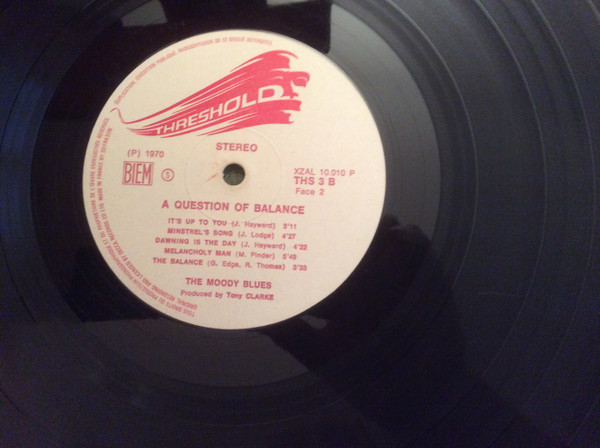 THRESHOLD
(P) 1970
STEREO
BIEM
S
XZAL 10.010 P
THS 3 B
Face 2
A QUESTION OF BALANCE
IT'S UP TO YOU (J. Hayward) 3'11
MINSTREL'S SONG (J. Lodge) 4'27
DAWNING IS THE DAY (J. Hayward) 4'22
MELANCHOLY MAN (M. Pinder) 5'49
THE BALANCE (G. Edge, R. Thomas) 3'33
THE MOODY BLUES
Produced by Tony CLARKE